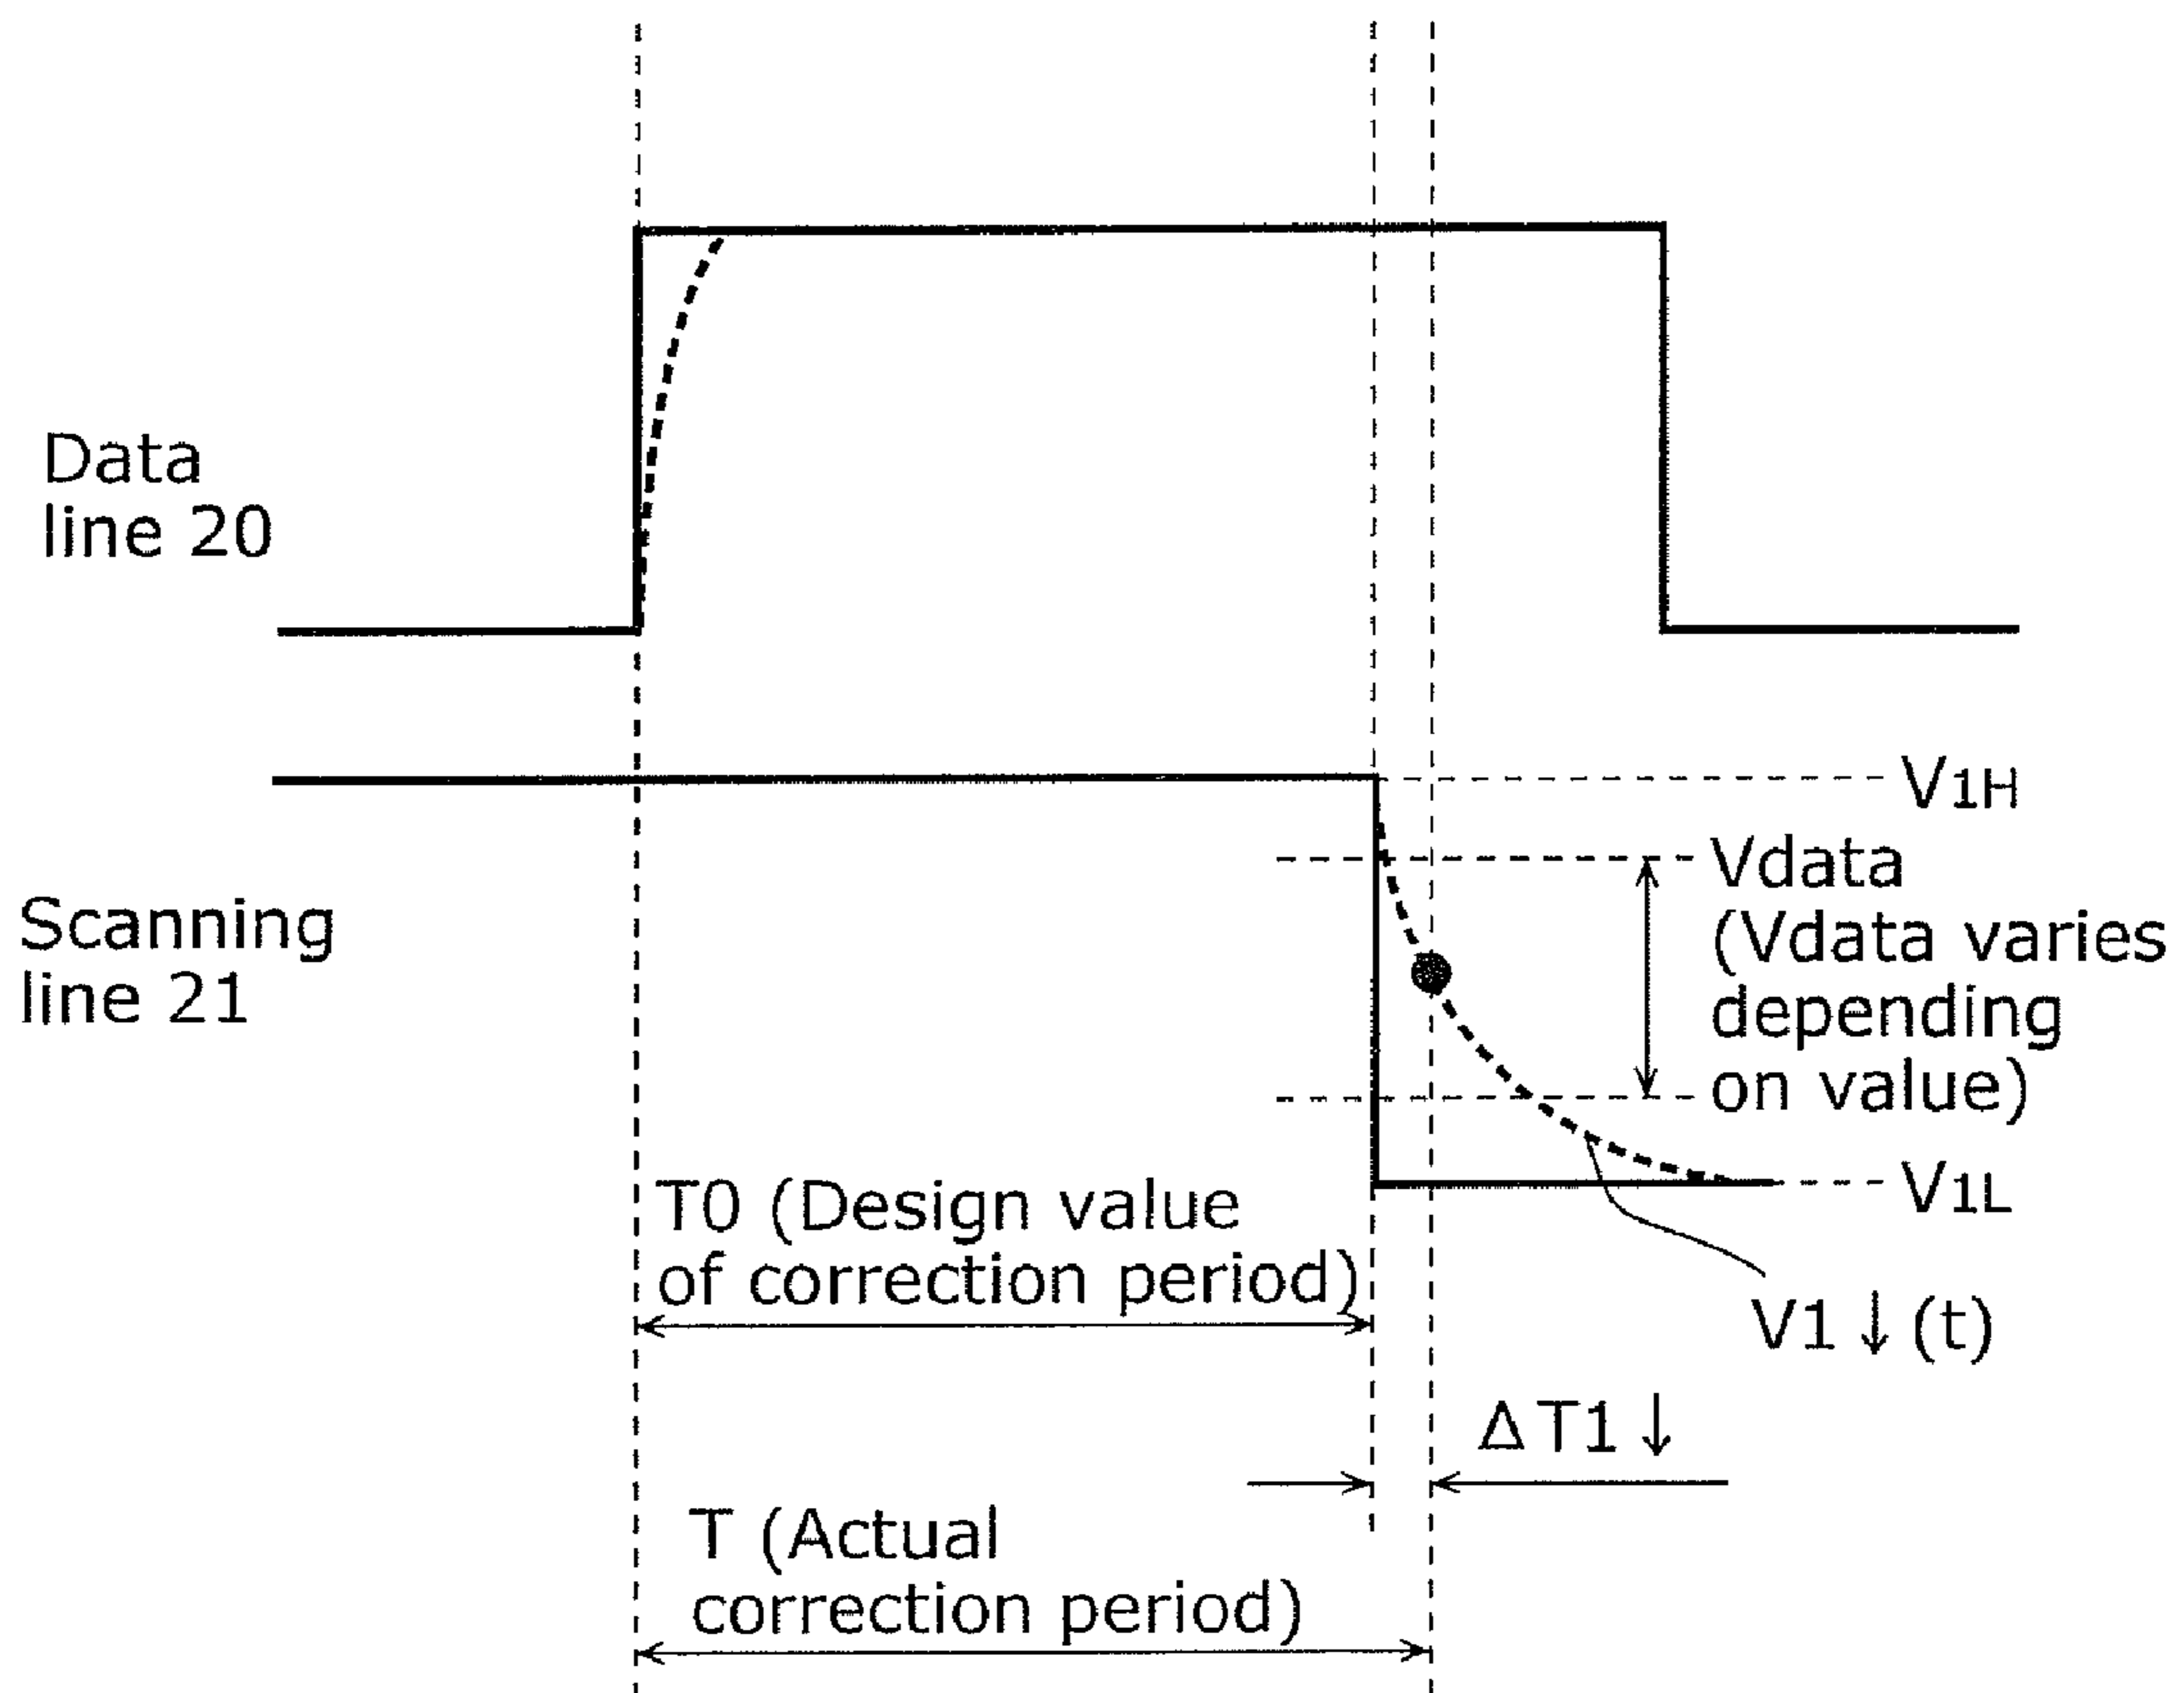 Data
line 20
V1H
Vdata
(Vdata varies
depending
on value)
Scanning
line 21
V1L
T0 (Design value
of correction period)
V1↓(t)
ΔT1↓
T (Actual
correction period)